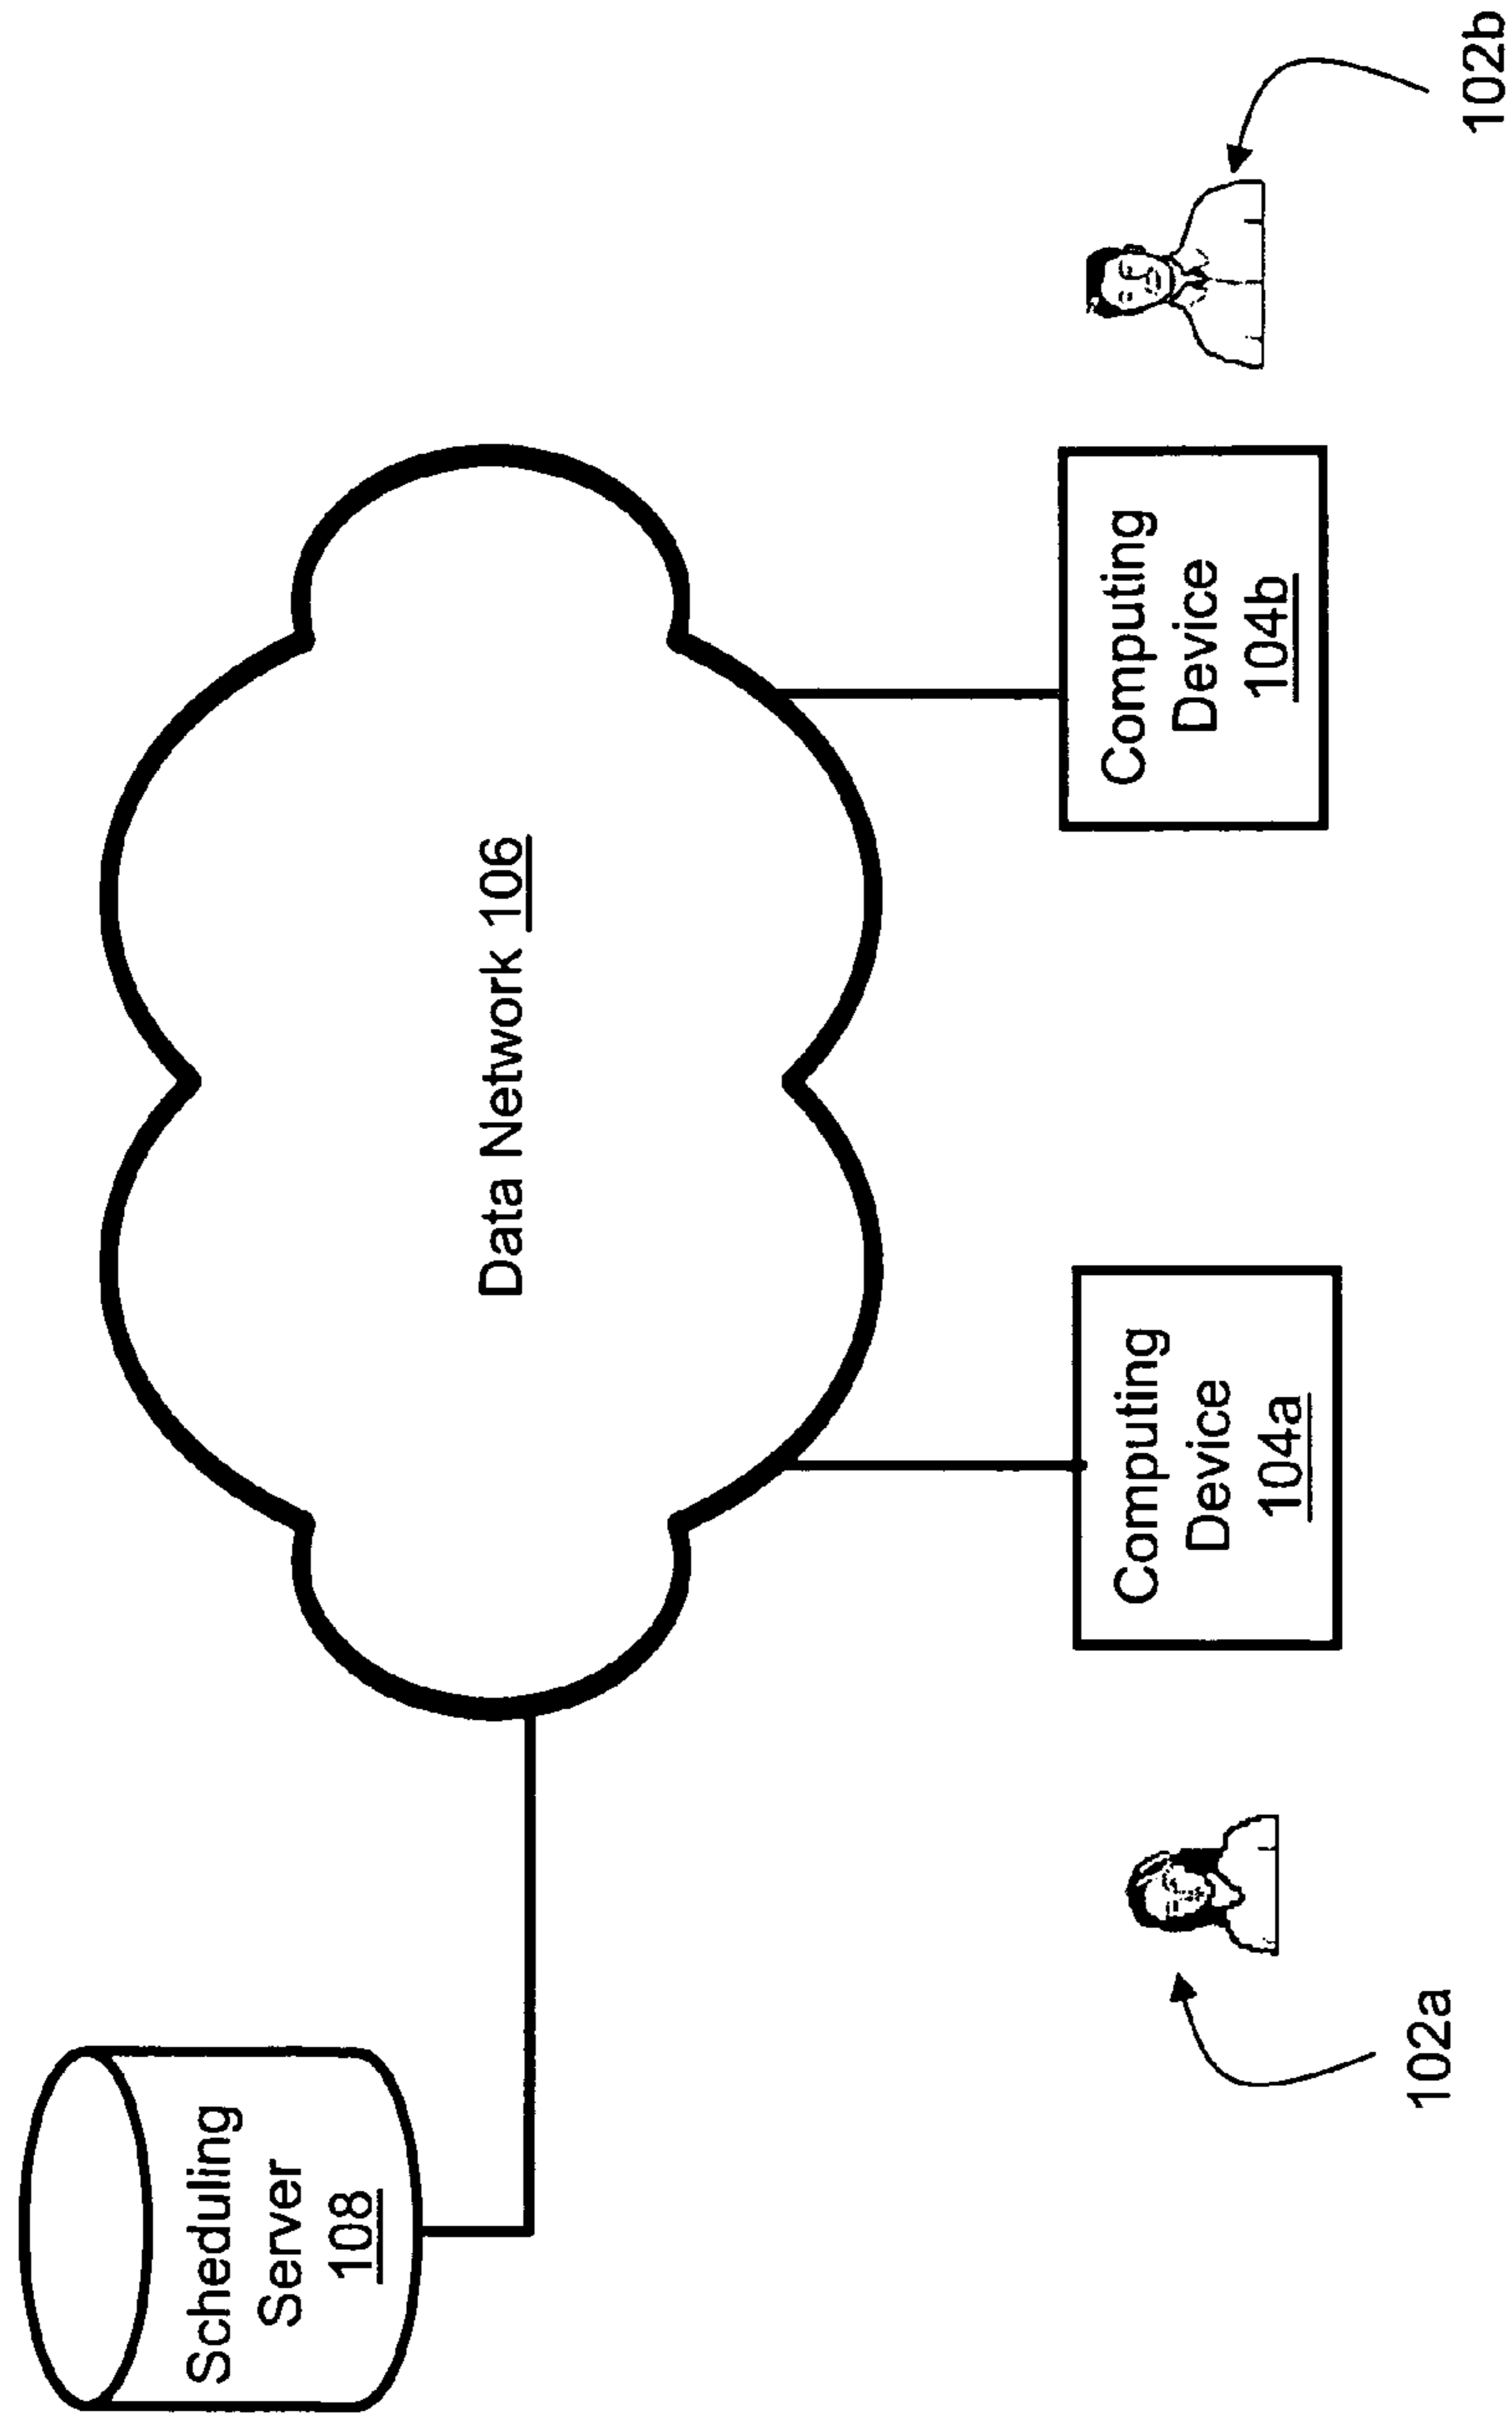 Scheduling
Server
108
Data Network 106
Computing
Device
104a
Computing
Device
104b
102a
102b